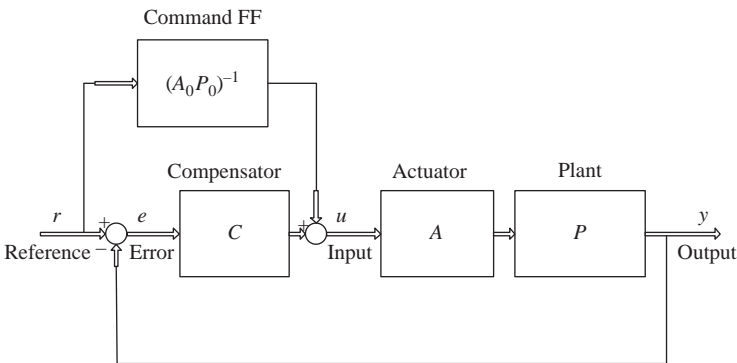 Command FF
(A₀P₀)⁻¹
Compensator
Actuator
Plant
r
+
e
+
u
y
C
A
P
Reference
−
Error
Input
Output